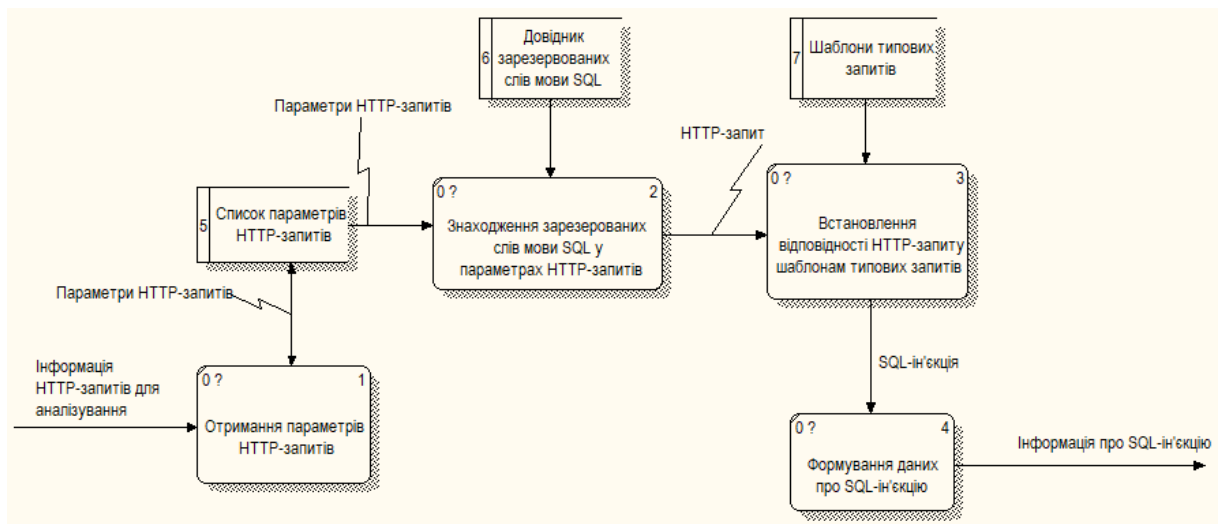 6
Довідник
зарезервованих
слів мови SQL
7
Шаблони типових
запитів
Параметри HTTP-запитів
HTTP-запит
0 ?
2
Знаходження зарезерованих
слів мови SQL у
параметрах HTTP-запитів
0 ?
3
Встановлення
відповідності HTTP-запиту
шаблонам типових запитів
5
Список параметрів
HTTP-запитів
Параметри HTTP-запитів
Інформація
HTTP-запитів для
аналізування
0 ?
1
Отримання параметрів
HTTP-запитів
SQL-ін'єкція
0 ?
4
Формування даних
про SQL-ін'єкцію
Інформація про SQL-ін'єкцію